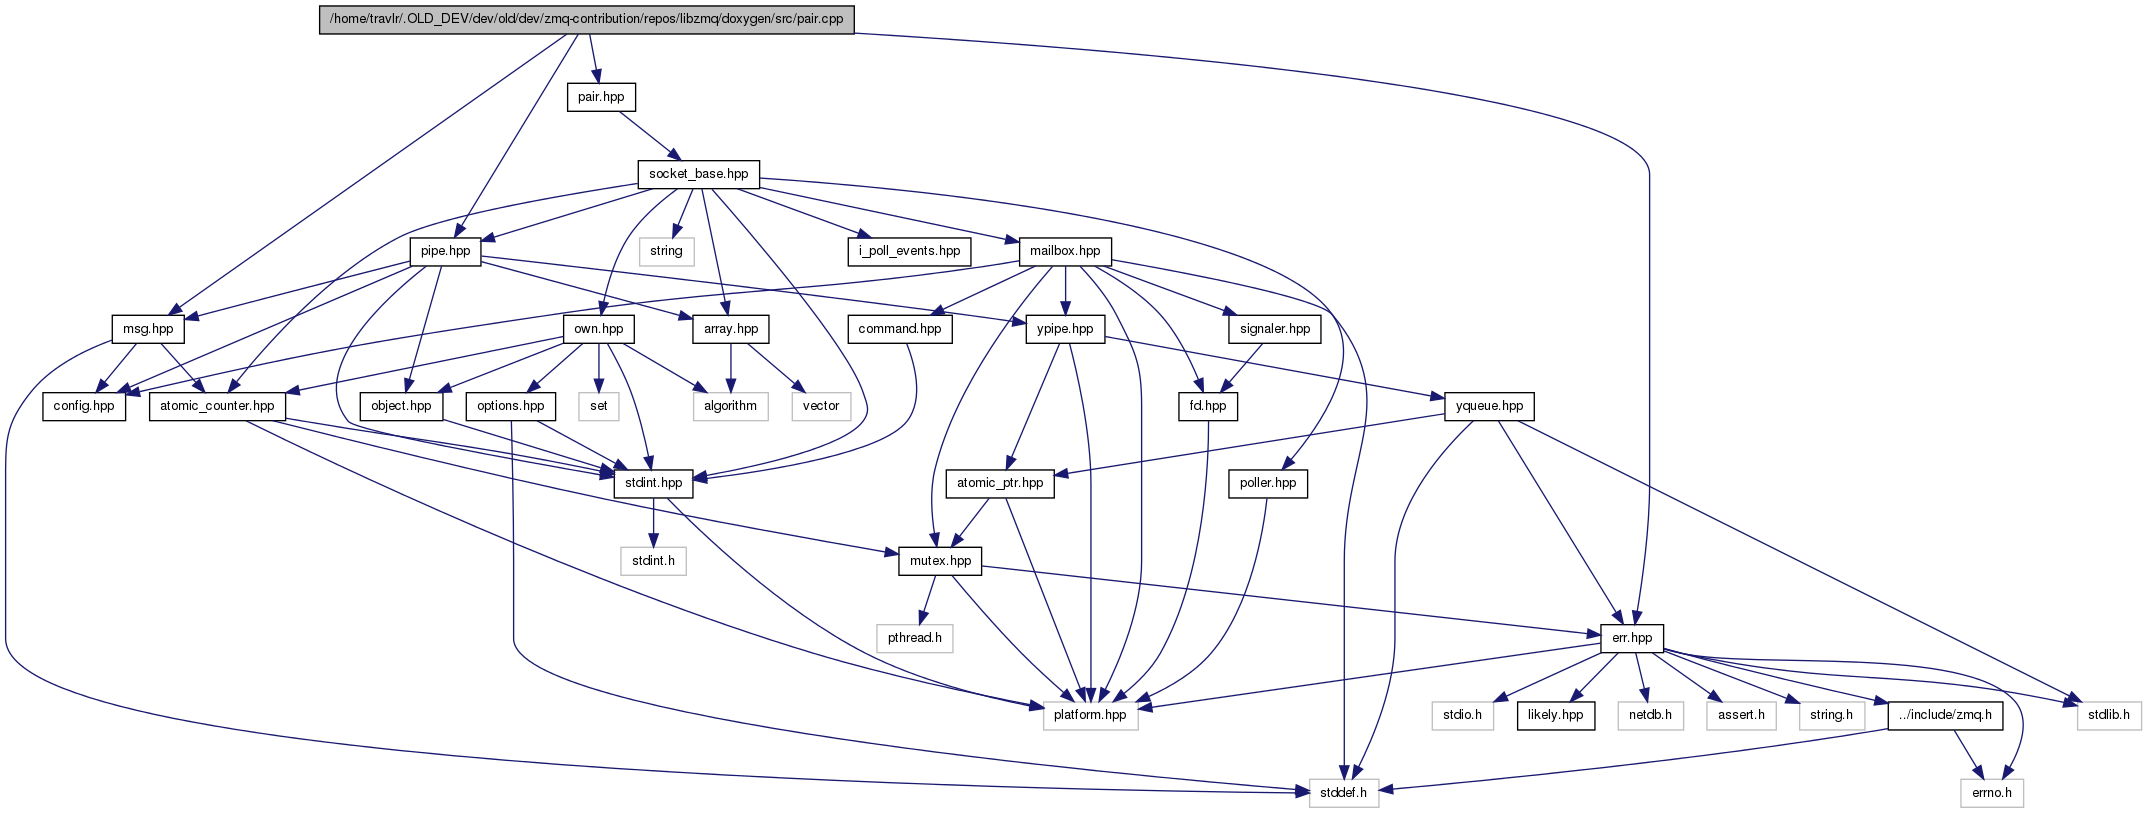 /home/travlr/.OLD_DEV/dev/old/dev/zmq-contribution/repos/libzmq/doxygen/src/pair.cpp
pair.hpp
socket_base.hpp
pipe.hpp
string
i_poll_events.hpp
mailbox.hpp
msg.hpp
own.hpp
array.hpp
command.hpp
ypipe.hpp
signaler.hpp
config.hpp
atomic_counter.hpp
object.hpp
options.hpp
set
algorithm
vector
fd.hpp
yqueue.hpp
stdint.hpp
atomic_ptr.hpp
poller.hpp
stdint.h
mutex.hpp
pthread.h
err.hpp
platform.hpp
stdio.h
likely.hpp
netdb.h
assert.h
string.h
../include/zmq.h
stdlib.h
stddef.h
errno.h